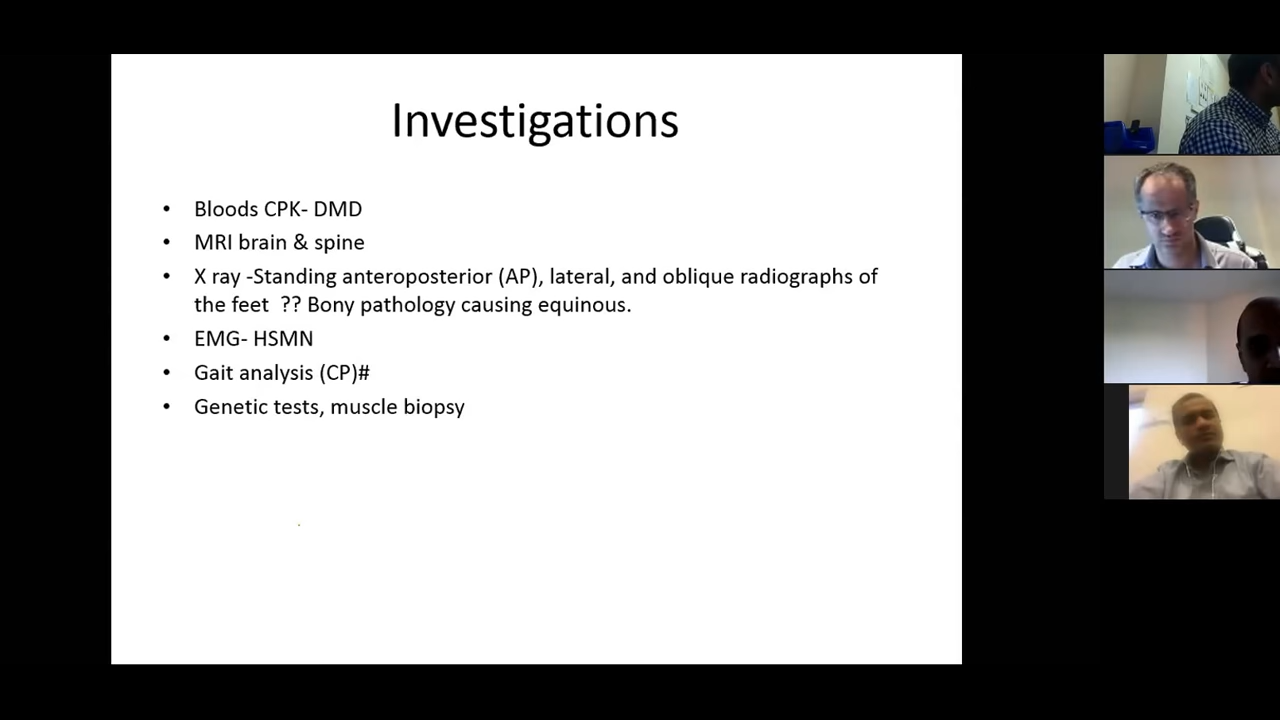 Investigations
• Bloods CPK- DMD
• MRI brain & spine
• X ray -Standing anteroposterior (AP), lateral, and oblique radiographs of
the feet ?? Bony pathology causing equinous.
• EMG- HSMN
• Gait analysis (CP)#
• Genetic tests, muscle biopsy